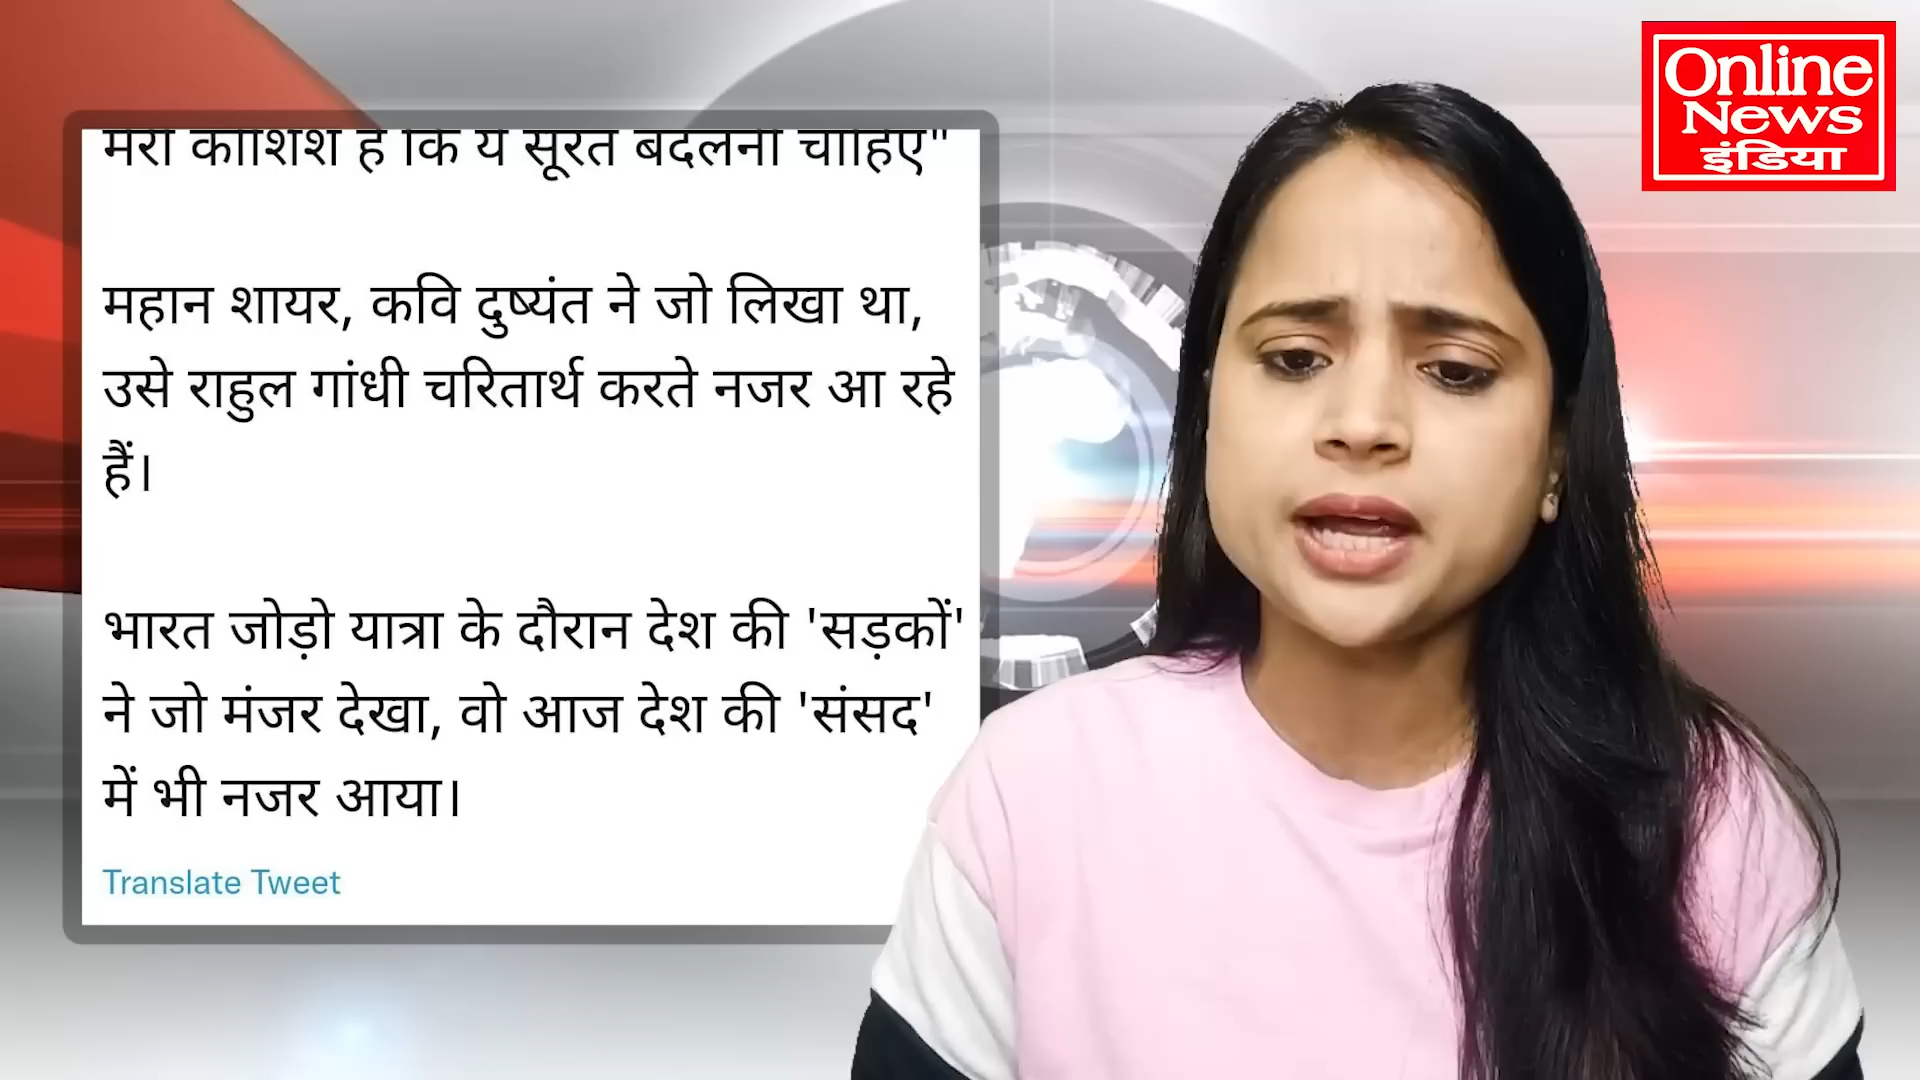 मेरी कोशिश है कि ये सूरत बदलनी चाहिए"
महान शायर, कवि दुष्यंत ने जो लिखा था,
उसे राहुल गांधी चरितार्थ करते नजर आ रहे
हैं।
भारत जोड़ो यात्रा के दौरान देश की 'सड़कों'
ने जो मंजर देखा, वो आज देश की 'संसद'
में भी नजर आया।
Translate Tweet
Online
News
इंडिया